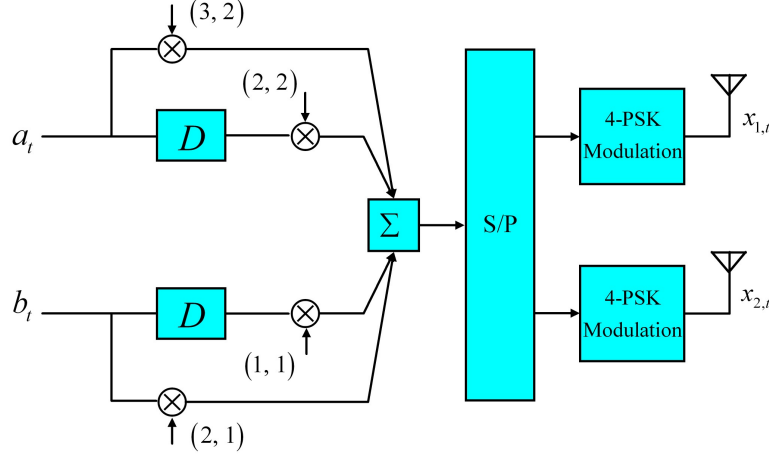 (3, 2)
(2, 2)
a_t
D
4-PSK
Modulation
x_{1,t}
Σ
S/P
b_t
D
(1, 1)
(2, 1)
4-PSK
Modulation
x_{2,t}